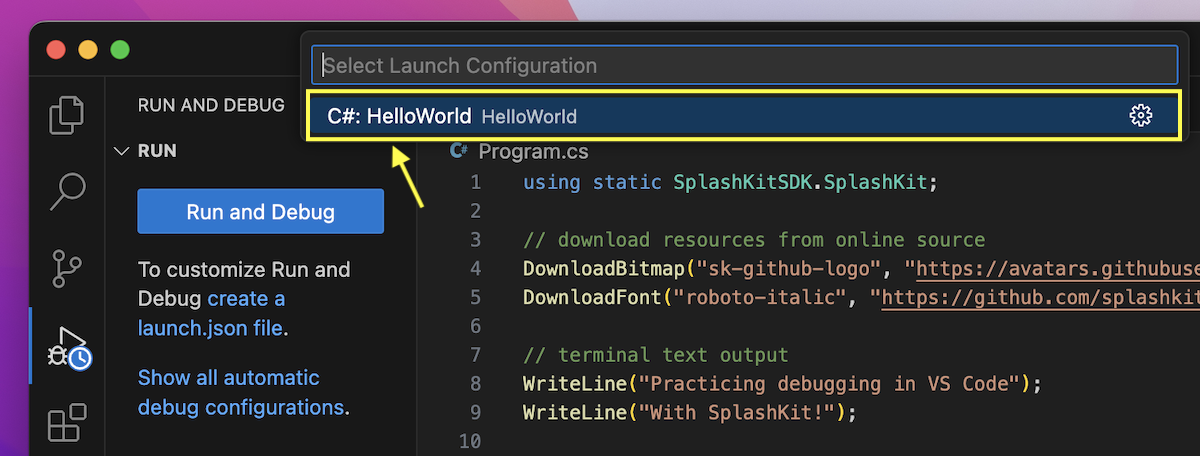 Select Launch Configuration
C#: HelloWorld HelloWorld
RUN AND DEBUG
RUN
Run and Debug
To customize Run and
Debug create a
launch.json file.
Show all automatic
debug configurations.
C# Program.cs
1 using static SplashKitSDK.SplashKit;
2
3 // download resources from online source
4 DownloadBitmap("sk-github-logo", "https://avatars.githubuse
5 DownloadFont("roboto-italic", "https://github.com/splashkit
6
7 // terminal text output
8 WriteLine("Practicing debugging in VS Code");
9 WriteLine("With SplashKit!");
10